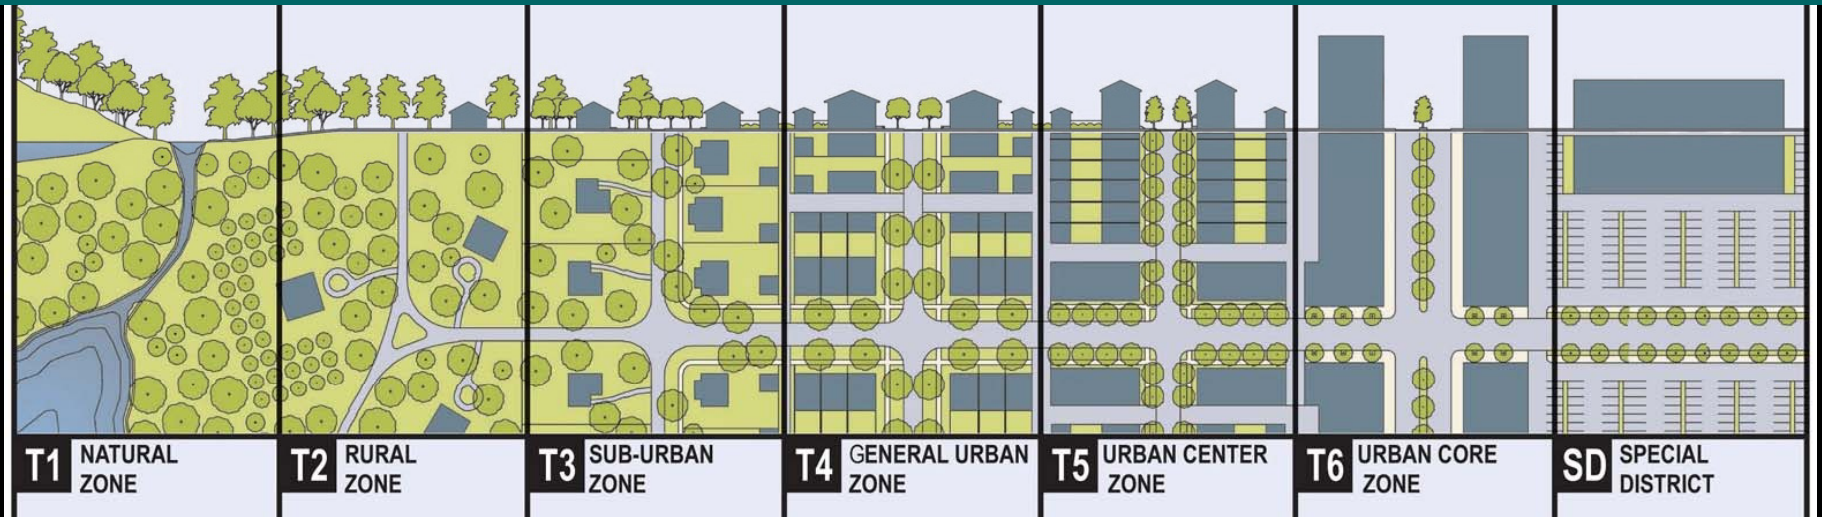 T1 NATURAL
ZONE
T2 RURAL
ZONE
T3 SUB-URBAN
ZONE
T4 GENERAL URBAN
ZONE
T5 URBAN CENTER
ZONE
T6 URBAN CORE
ZONE
SD SPECIAL
DISTRICT